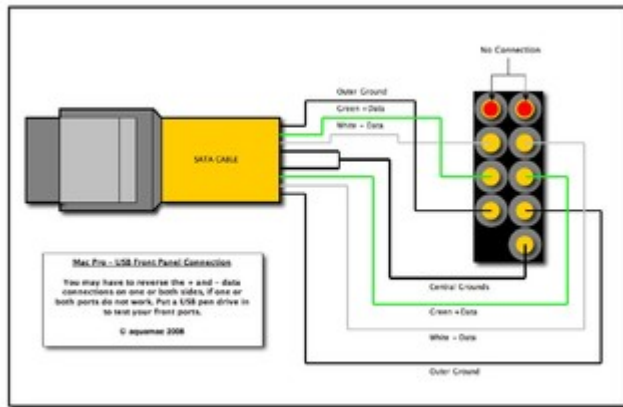 No Connection
Outer Ground
Green +Data
White - Data
SATA CABLE
Mac Pro - USB Front Panel Connection
You may have to reverse the + and - data
connections on one or both sides, if one or
both ports do not work. Put a USB pen drive in
to test your front ports.
© aquamac 2008
Central Grounds
Green +Data
White - Data
Outer Ground